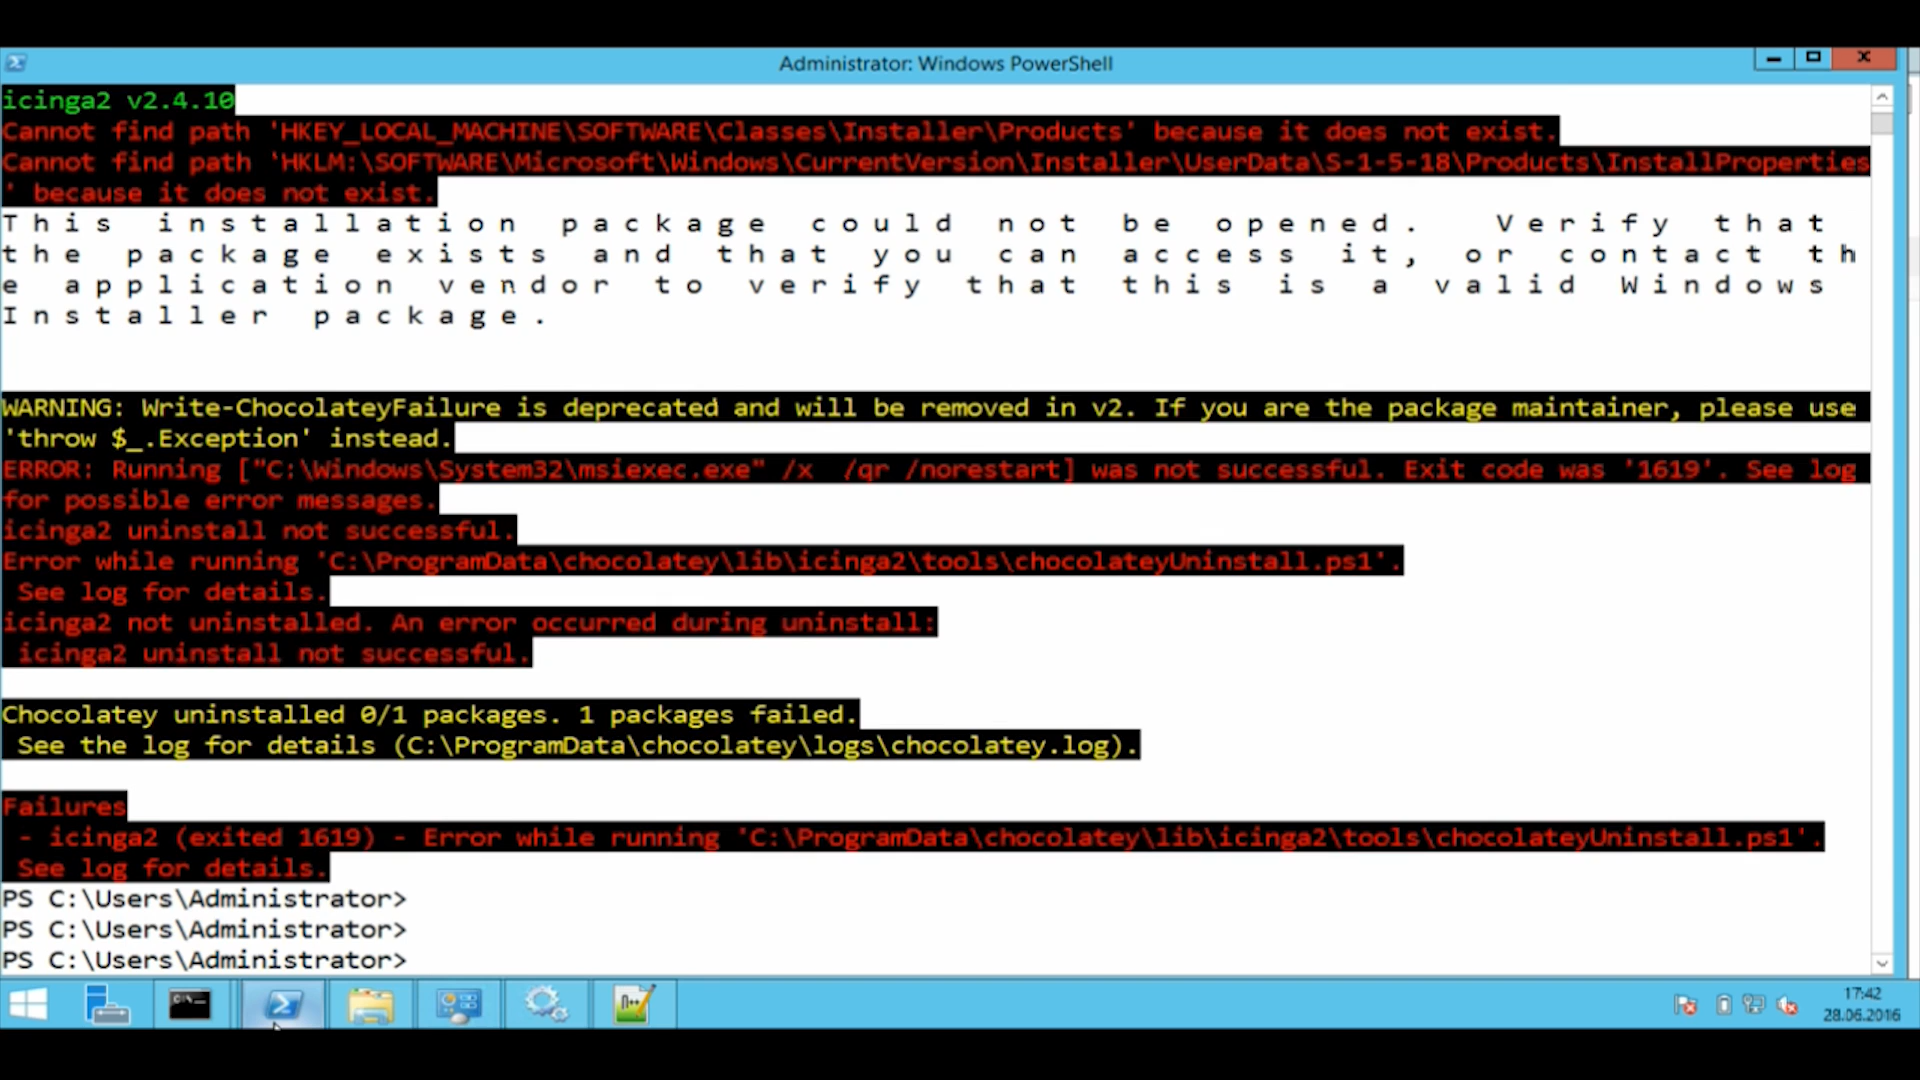 Administrator: Windows PowerShell
icinga2 v2.4.10
Cannot find path 'HKEY_LOCAL_MACHINE\SOFTWARE\Classes\Installer\Products' because it does not exist.
Cannot find path 'HKLM:\SOFTWARE\Microsoft\Windows\CurrentVersion\Installer\UserData\S-1-5-18\Products\InstallProperties
' because it does not exist.
T h i s   i n s t a l l a t i o n   p a c k a g e   c o u l d   n o t   b e   o p e n e d .   V e r i f y   t h a t
t h e   p a c k a g e   e x i s t s   a n d   t h a t   y o u   c a n   a c c e s s   i t ,   o r   c o n t a c t   t h
e   a p p l i c a t i o n   v e n d o r   t o   v e r i f y   t h a t   t h i s   i s   a   v a l i d   W i n d o w s
I n s t a l l e r   p a c k a g e .
WARNING: Write-ChocolateyFailure is deprecated and will be removed in v2. If you are the package maintainer, please use
'throw $_.Exception' instead.
ERROR: Running ["C:\Windows\System32\msiexec.exe" /x  /qr /norestart] was not successful. Exit code was '1619'. See log
for possible error messages.
icinga2 uninstall not successful.
Error while running 'C:\ProgramData\chocolatey\lib\icinga2\tools\chocolateyUninstall.ps1'.
 See log for details.
icinga2 not uninstalled. An error occurred during uninstall:
 icinga2 uninstall not successful.
Chocolatey uninstalled 0/1 packages. 1 packages failed.
 See the log for details (C:\ProgramData\chocolatey\logs\chocolatey.log).
Failures
 - icinga2 (exited 1619) - Error while running 'C:\ProgramData\chocolatey\lib\icinga2\tools\chocolateyUninstall.ps1'.
 See log for details.
PS C:\Users\Administrator>
PS C:\Users\Administrator>
PS C:\Users\Administrator>
17:42
28.06.2016